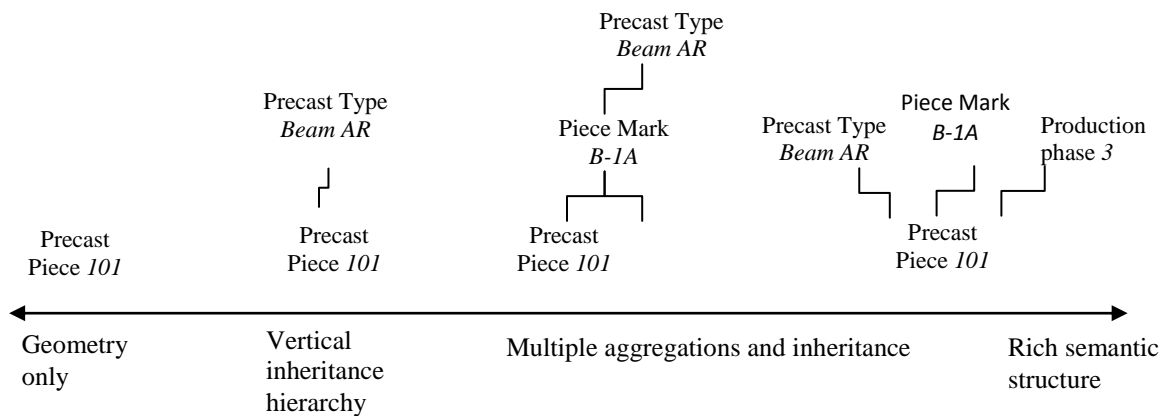 Precast Type
Beam AR
Precast Type
Beam AR
Piece Mark
B-1A
Piece Mark
B-1A
Precast Type
Beam AR
Production
phase 3
Precast
Piece 101
Precast
Piece 101
Precast
Piece 101
Precast
Piece 101
Geometry
only
Vertical
inheritance
hierarchy
Multiple aggregations and inheritance
Rich semantic
structure